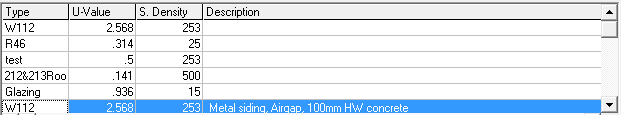 Type U-Value S. Density Description
W112 2.568 253
R46 .314 25
test .5 253
212&213Roo .141 500
Glazing .936 15
W112 2.568 253 Metal siding, Airgap, 100mm HW concrete